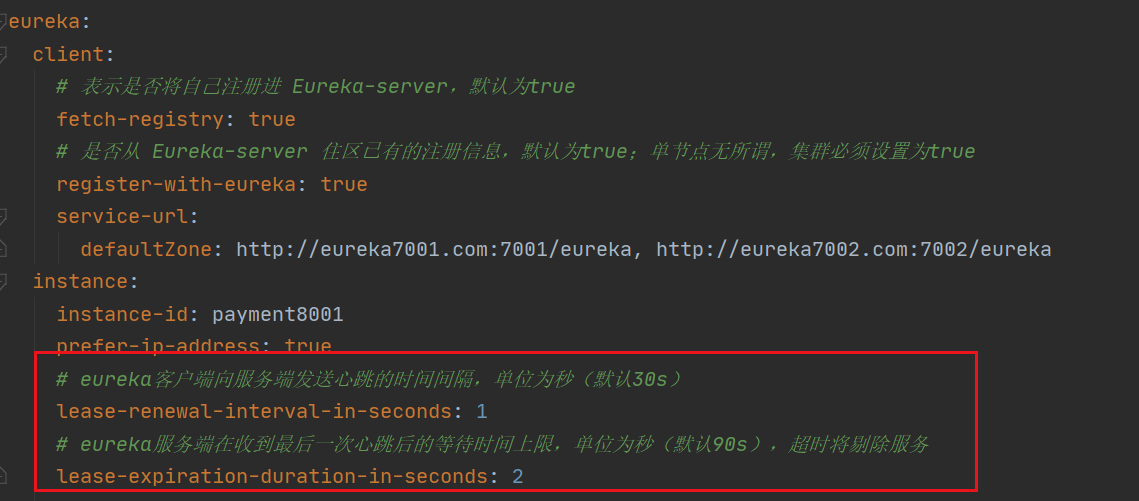 eureka:
client:
# 表示是否将自己注册进 Eureka-server，默认为true
fetch-registry: true
# 是否从 Eureka-server 住区已有的注册信息，默认为true；单节点无所谓，集群必须设置为true
register-with-eureka: true
service-url:
defaultZone: http://eureka7001.com:7001/eureka, http://eureka7002.com:7002/eureka
instance:
instance-id: payment8001
prefer-ip-address: true
# eureka客户端向服务端发送心跳的时间间隔，单位为秒（默认30s）
lease-renewal-interval-in-seconds: 1
# eureka服务端在收到最后一次心跳后的等待时间上限，单位为秒（默认90s），超时将剔除服务
lease-expiration-duration-in-seconds: 2